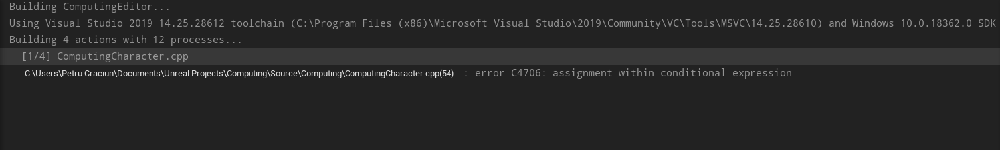 Building ComputingEditor...
Using Visual Studio 2019 14.25.28612 toolchain (C:\Program Files (x86)\Microsoft Visual Studio\2019\Community\VC\Tools\MSVC\14.25.28610) and Windows 10.0.18362.0 SDK
Building 4 actions with 12 processes...
[1/4] ComputingCharacter.cpp
C:\Users\Petru Craciun\Documents\Unreal Projects\Computing\Source\Computing\ComputingCharacter.cpp(54) : error C4706: assignment within conditional expression